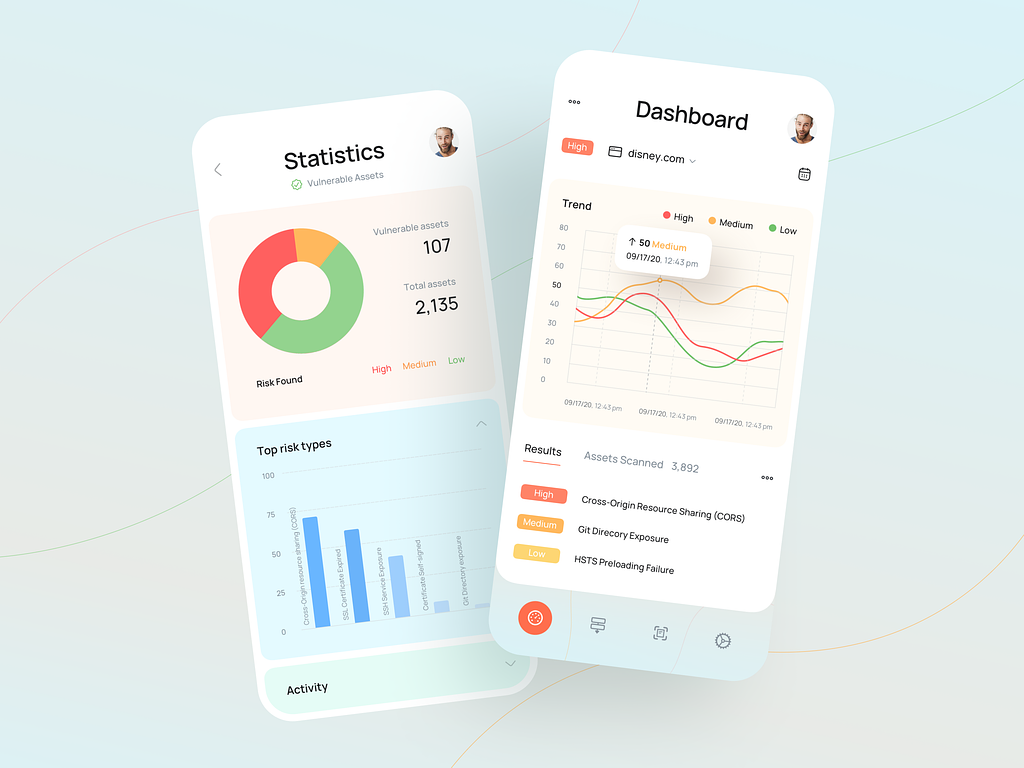 Statistics
Vulnerable Assets
Vulnerable assets
107
Total assets
2,135
Risk Found
High Medium Low
Top risk types
100
75
50
25
0
Cross-Origin resource sharing (CORS)
SSL Certificate Expired
SSH Service Exposure
Certificate Self-signed
Git Directory exposure
Activity
Dashboard
High
disney.com
Trend
High Medium Low
80
70
60
50
40
30
20
10
0
50 Medium
09/17/20, 12:43 pm
09/17/20, 12:43 pm
09/17/20, 12:43 pm
09/17/20, 12:43 pm
Results
Assets Scanned 3,892
High Cross-Origin Resource Sharing (CORS)
Medium Git Direcory Exposure
Low HSTS Preloading Failure